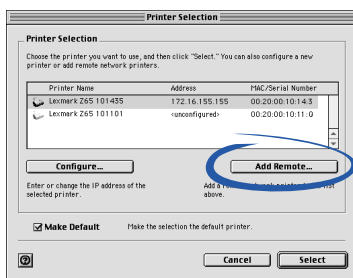 Printer Selection
Printer Selection
Choose the printer you want to use, and then click "Select." You can also configure a new
printer or add remote network printers.
Printer Name Address MAC/Serial Number
Lexmark Z65 101435 172.16.155.155 00:20:00:10:14:3
Lexmark Z65 101101 <unconfigured> 00:20:00:10:11:0
Configure... Add Remote...
Enter or change the IP address of the
selected printer.
Add a
above.
Make Default Make the selection the default printer.
? Cancel Select